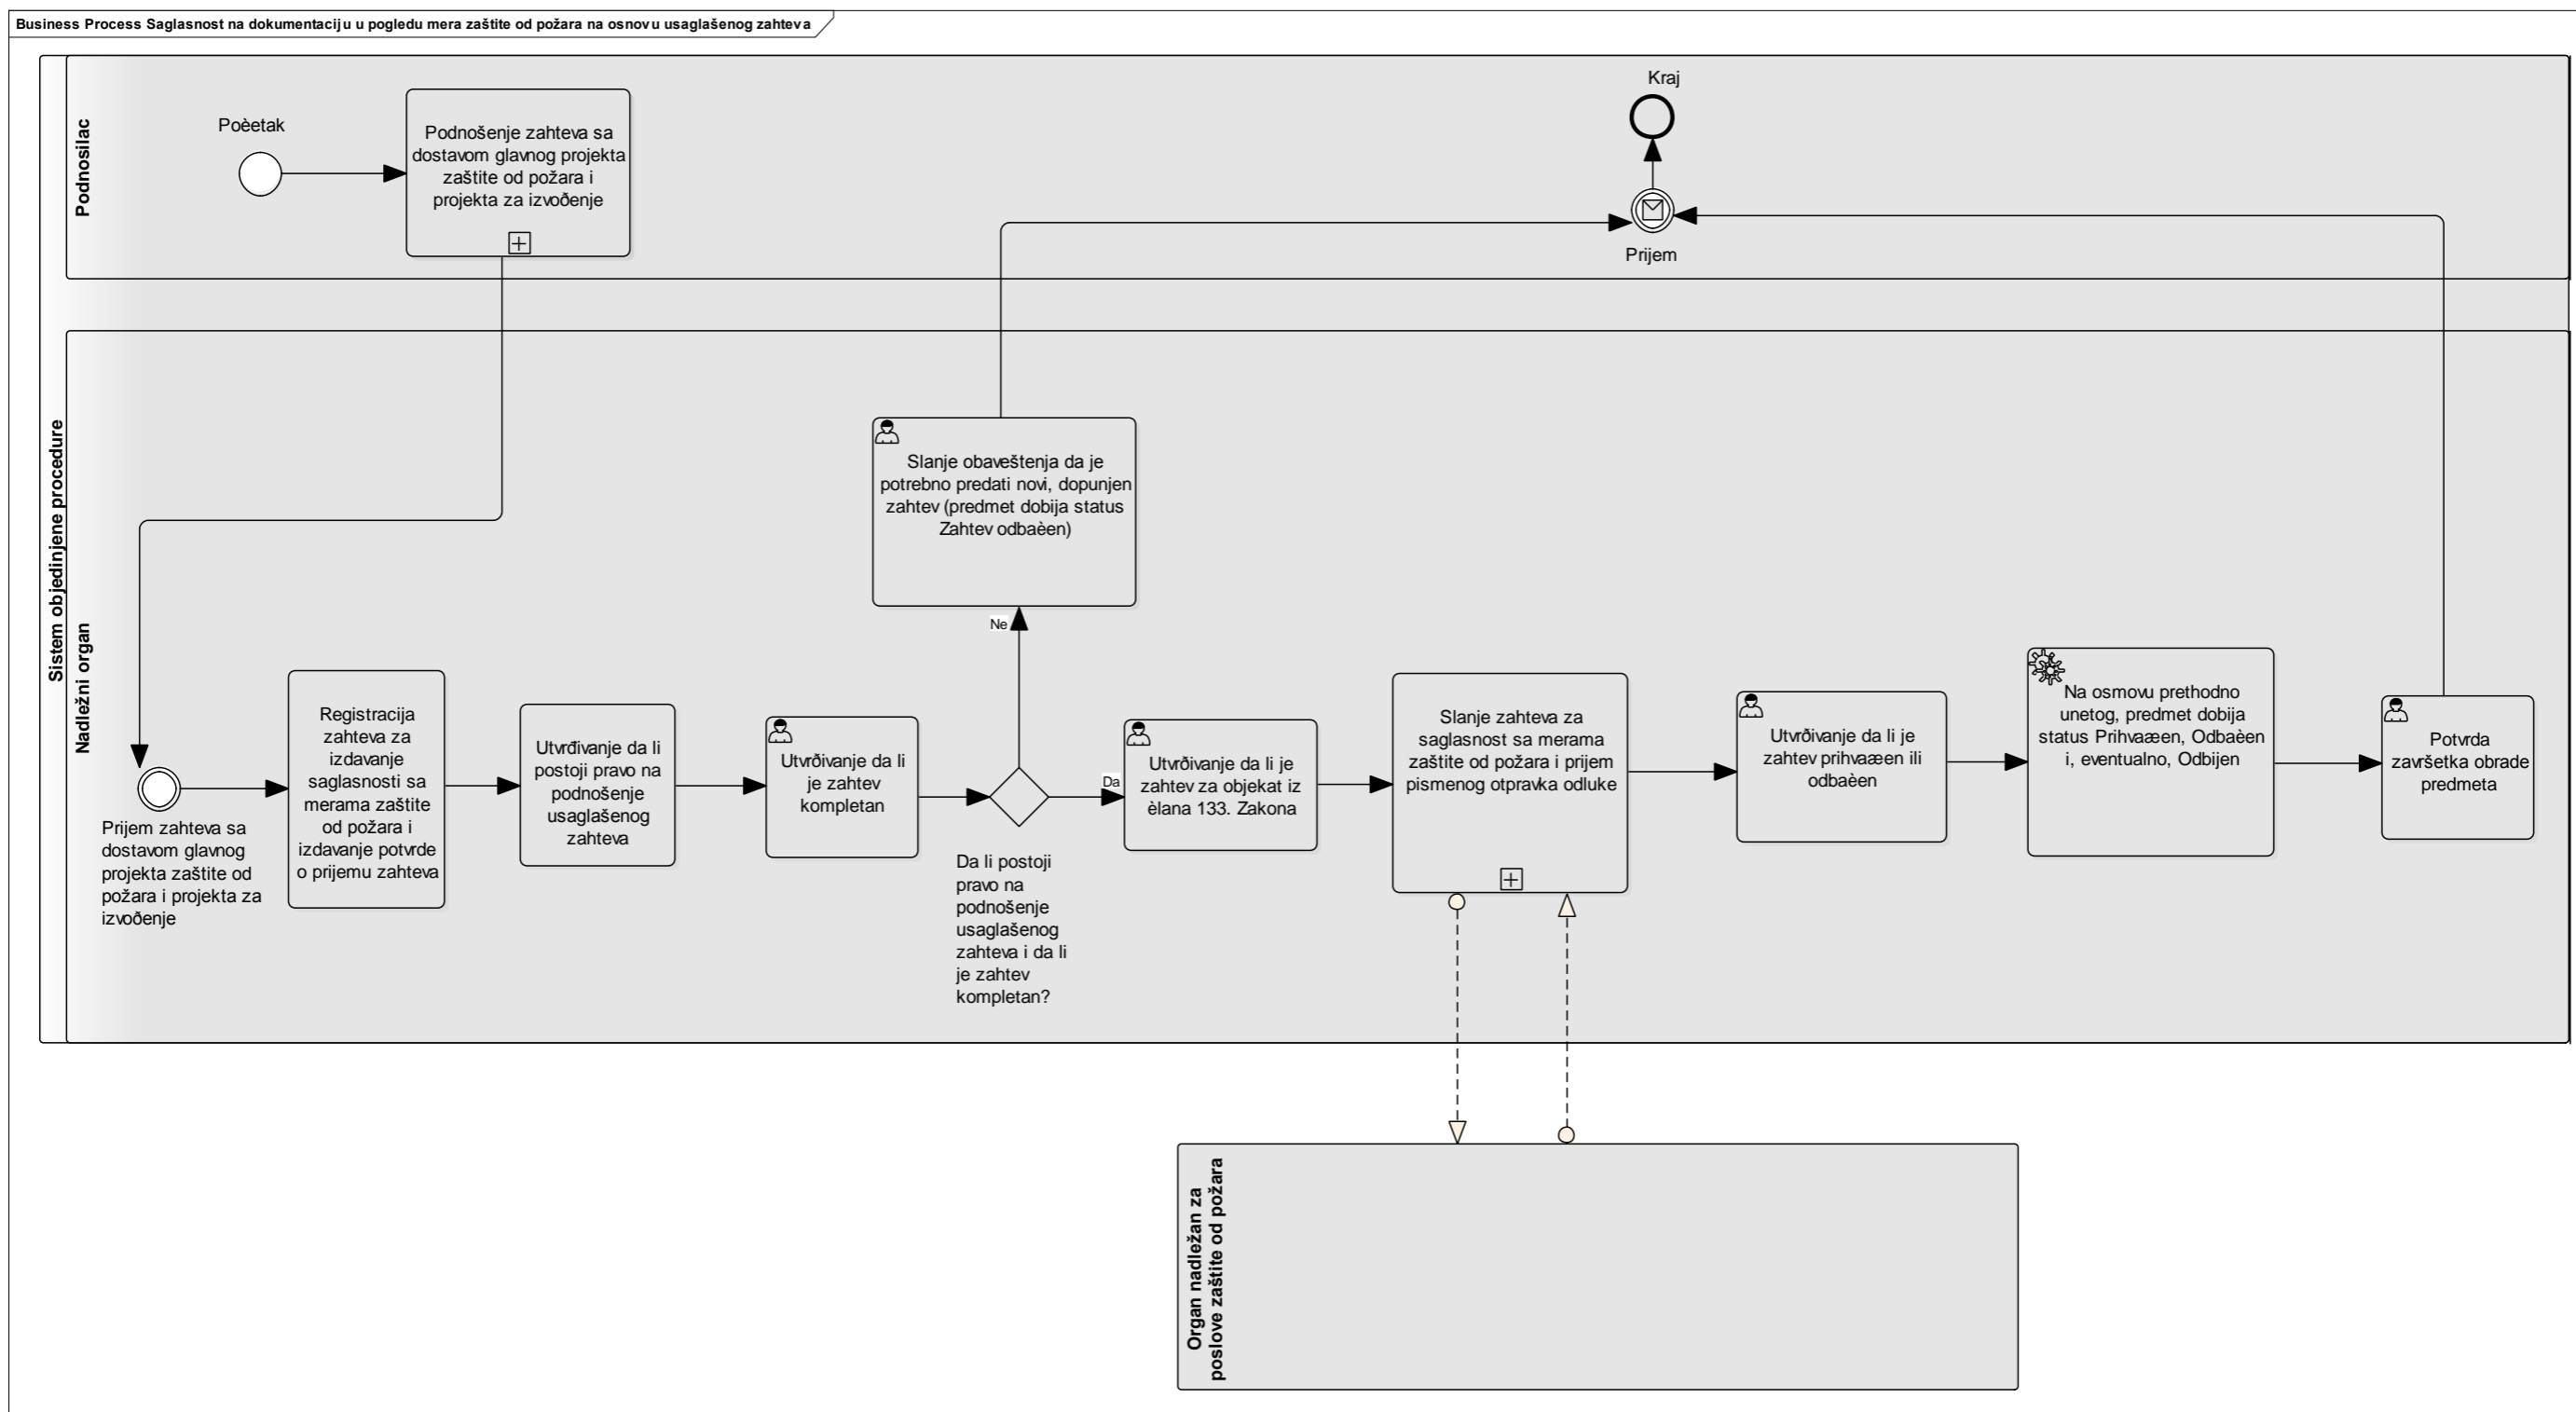 Business Process Saglasnost na dokumentaciju u pogledu mera zaštite od požara na osnovu usaglašenog zahteva
Sistem objedinjene procedure
Podnosilac
Poèetak
Podnošenje zahteva sa
dostavom glavnog projekta
zaštite od požara i
projekta za izvoðenje
Kraj
Prijem
Nadležni organ
Prijem zahteva sa
dostavom glavnog
projekta zaštite od
požara i projekta za
izvoðenje
Registracija
zahteva za
izdavanje
saglasnosti sa
merama zaštite
od požara i
izdavanje potvrde
o prijemu zahteva
Utvrđivanje da li
postoji pravo na
podnošenje
usaglašenog
zahteva
Utvrðivanje da li
je zahtev
kompletan
Da li postoji
pravo na
podnošenje
usaglašenog
zahteva i da li
je zahtev
kompletan?
Ne
Slanje obaveštenja da je
potrebno predati novi, dopunjen
zahtev (predmet dobija status
Zahtev odbaèen)
Da
Utvrðivanje da li je
zahtev za objekat iz
èlana 133. Zakona
Slanje zahteva za
saglasnost sa merama
zaštite od požara i prijem
pismenog otpravka odluke
Utvrðivanje da li je
zahtev prihvaæen ili
odbaèen
Na osmovu prethodno
unetog, predmet dobija
status Prihvaæen, Odbaèen
i, eventualno, Odbijen
Potvrda
završetka obrade
predmeta
Organ nadležan za
poslove zaštite od požara